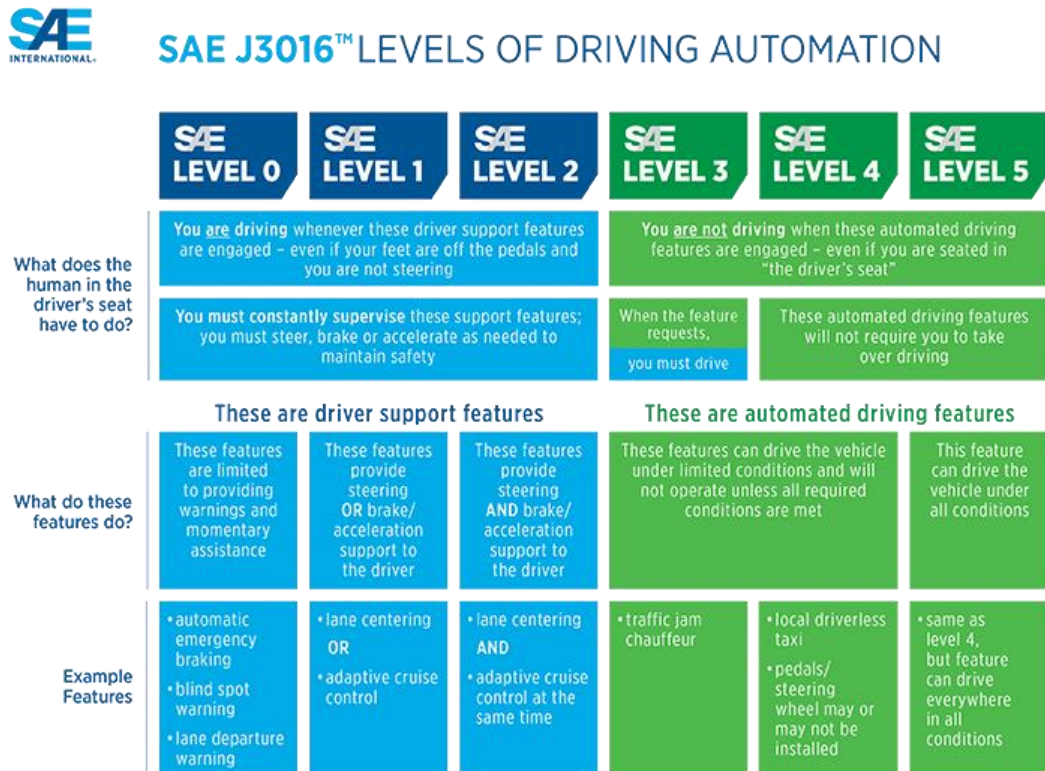 SAE
INTERNATIONAL®
SAE J3016™ LEVELS OF DRIVING AUTOMATION
SAE
LEVEL 0
SAE
LEVEL 1
SAE
LEVEL 2
SAE
LEVEL 3
SAE
LEVEL 4
SAE
LEVEL 5
What does the
human in the
driver's seat
have to do?
You are driving whenever these driver support features
are engaged – even if your feet are off the pedals and
you are not steering
You are not driving when these automated driving
features are engaged – even if you are seated in
"the driver's seat"
You must constantly supervise these support features;
you must steer, brake or accelerate as needed to
maintain safety
When the feature
requests,
you must drive
These automated driving features
will not require you to take
over driving
These are driver support features
These are automated driving features
What do these
features do?
These features
are limited
to providing
warnings and
momentary
assistance
These features
provide
steering
OR brake/
acceleration
support to
the driver
These features
provide
steering
AND brake/
acceleration
support to
the driver
These features can drive the vehicle
under limited conditions and will
not operate unless all required
conditions are met
This feature
can drive the
vehicle under
all conditions
Example
Features
• automatic
emergency
braking
• blind spot
warning
• lane departure
warning
• lane centering
OR
• adaptive cruise
control
• lane centering
AND
• adaptive cruise
control at the
same time
• traffic jam
chauffeur
• local driverless
taxi
• pedals/
steering
wheel may or
may not be
installed
• same as
level 4,
but feature
can drive
everywhere
in all
conditions